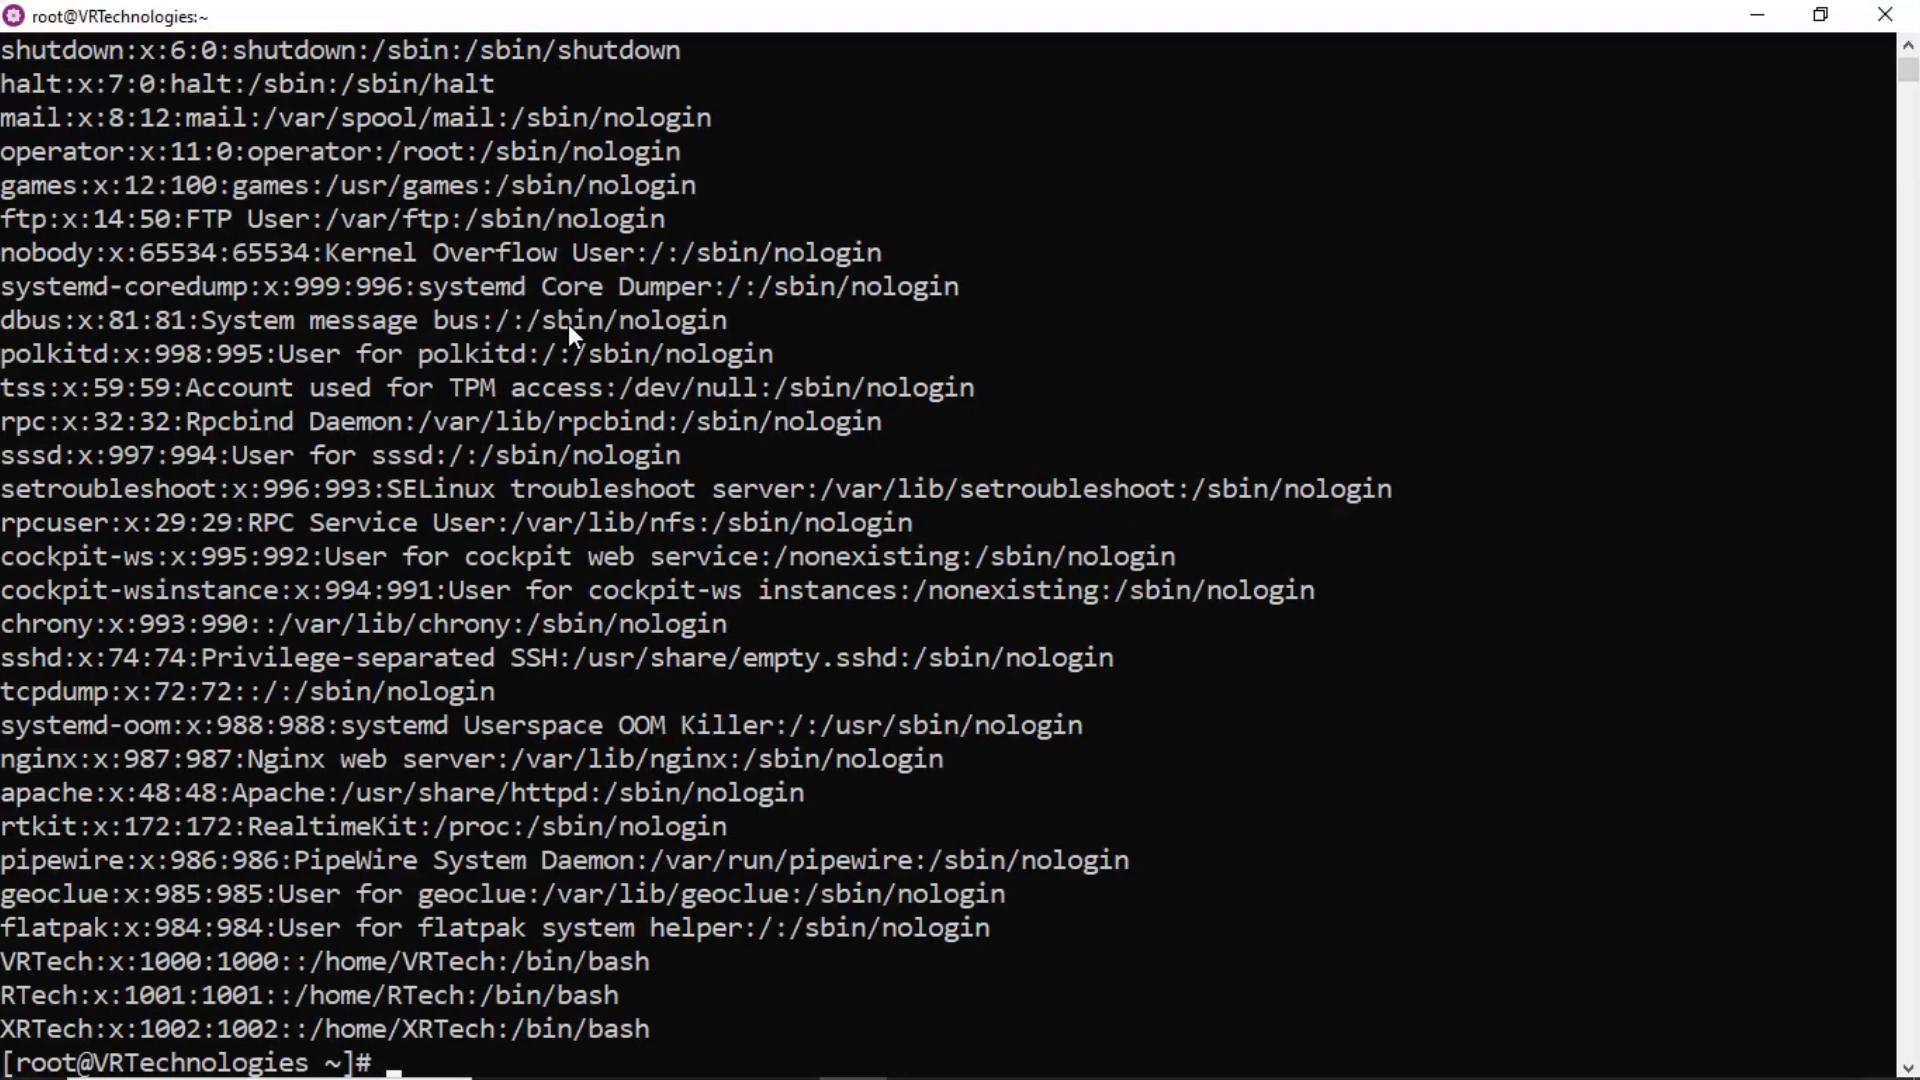 root@VRTechnologies:~
shutdown:x:6:0:shutdown:/sbin:/sbin/shutdown
halt:x:7:0:halt:/sbin:/sbin/halt
mail:x:8:12:mail:/var/spool/mail:/sbin/nologin
operator:x:11:0:operator:/root:/sbin/nologin
games:x:12:100:games:/usr/games:/sbin/nologin
ftp:x:14:50:FTP User:/var/ftp:/sbin/nologin
nobody:x:65534:65534:Kernel Overflow User:/:/sbin/nologin
systemd-coredump:x:999:996:systemd Core Dumper:/:/sbin/nologin
dbus:x:81:81:System message bus:/:/sbin/nologin
polkitd:x:998:995:User for polkitd:/:/sbin/nologin
tss:x:59:59:Account used for TPM access:/dev/null:/sbin/nologin
rpc:x:32:32:Rpcbind Daemon:/var/lib/rpcbind:/sbin/nologin
sssd:x:997:994:User for sssd:/:/sbin/nologin
setroubleshoot:x:996:993:SELinux troubleshoot server:/var/lib/setroubleshoot:/sbin/nologin
rpcuser:x:29:29:RPC Service User:/var/lib/nfs:/sbin/nologin
cockpit-ws:x:995:992:User for cockpit web service:/nonexisting:/sbin/nologin
cockpit-wsinstance:x:994:991:User for cockpit-ws instances:/nonexisting:/sbin/nologin
chrony:x:993:990::/var/lib/chrony:/sbin/nologin
sshd:x:74:74:Privilege-separated SSH:/usr/share/empty.sshd:/sbin/nologin
tcpdump:x:72:72::/:/sbin/nologin
systemd-oom:x:988:988:systemd Userspace OOM Killer:/:/usr/sbin/nologin
nginx:x:987:987:Nginx web server:/var/lib/nginx:/sbin/nologin
apache:x:48:48:Apache:/usr/share/httpd:/sbin/nologin
rtkit:x:172:172:RealtimeKit:/proc:/sbin/nologin
pipewire:x:986:986:PipeWire System Daemon:/var/run/pipewire:/sbin/nologin
geoclue:x:985:985:User for geoclue:/var/lib/geoclue:/sbin/nologin
flatpak:x:984:984:User for flatpak system helper:/:/sbin/nologin
VRTech:x:1000:1000::/home/VRTech:/bin/bash
RTech:x:1001:1001::/home/RTech:/bin/bash
XRTech:x:1002:1002::/home/XRTech:/bin/bash
[root@VRTechnologies ~]#